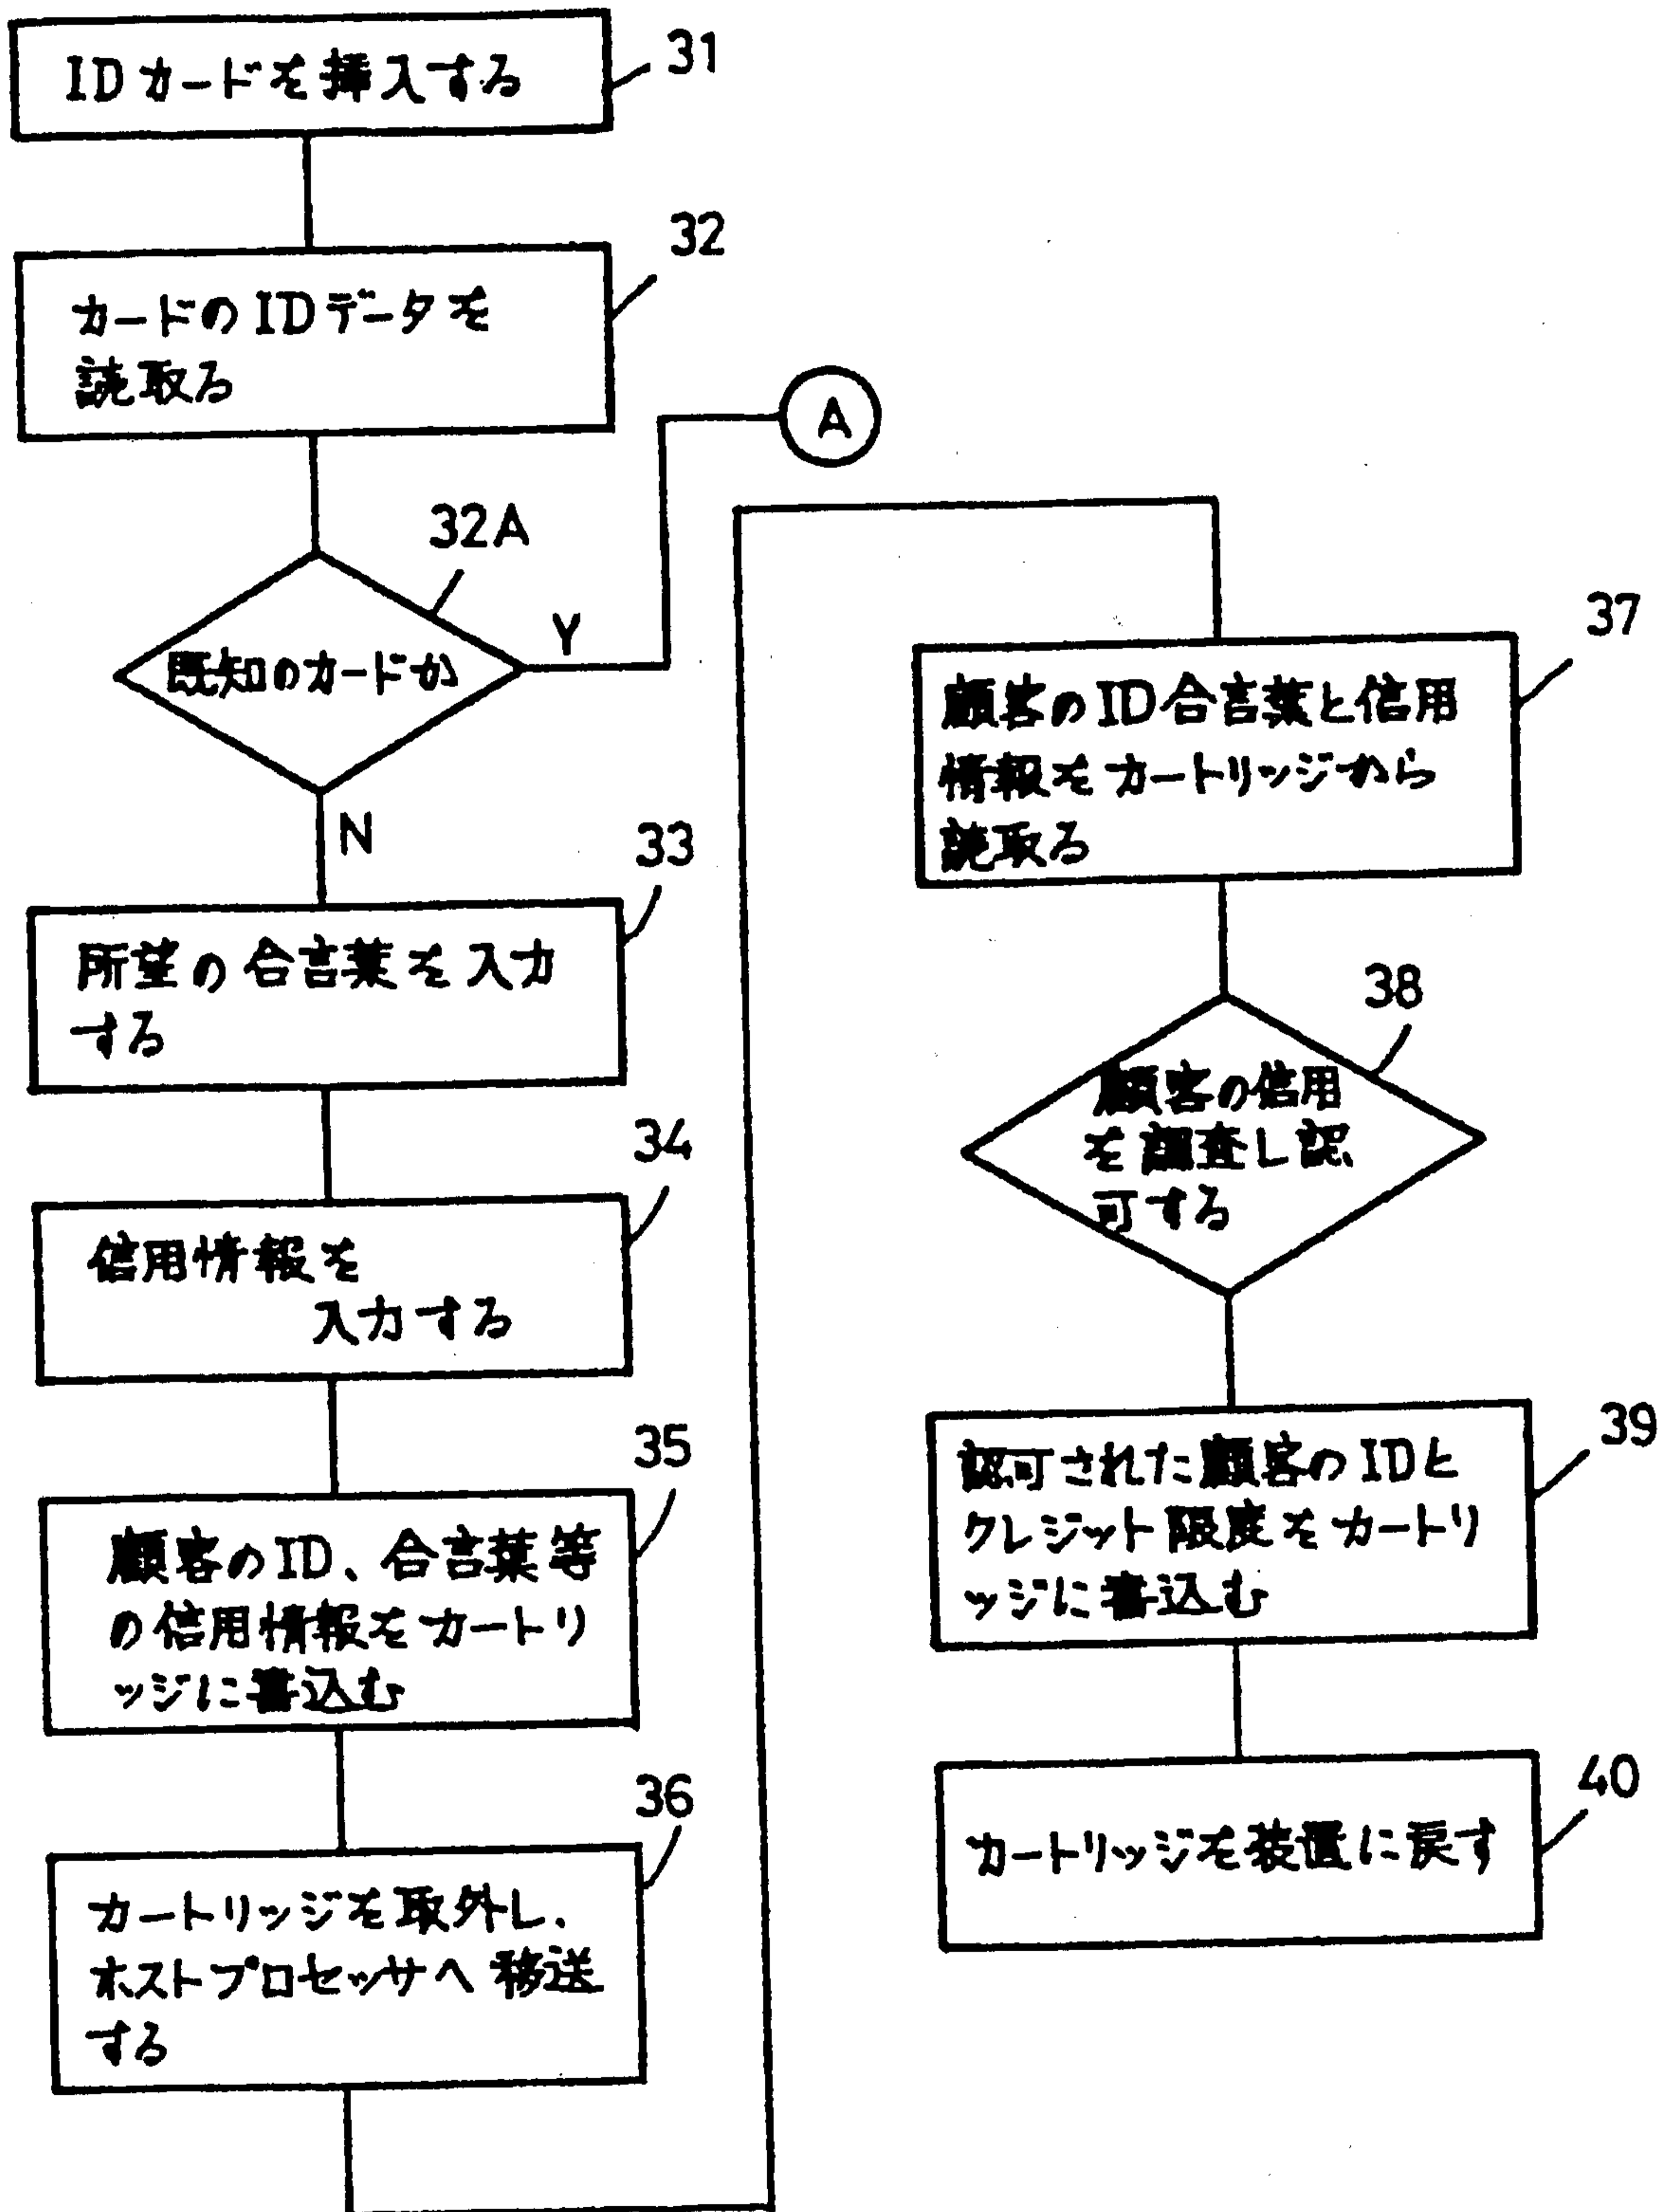 IDカードを挿入する
31
カードのIDデータを
読取る
32
A
既知のカードか
32A
Y
N
所望の合言葉を入力
する
33
信用情報を
入力する
34
顧客のID、合言葉等
の信用情報をカートリ
ッジに書込む
35
カートリッジを取外し、
ホストプロセッサへ移送
する
36
顧客のID合言葉と信用
情報をカートリッジから
読取る
37
顧客の信用
を調査し認
可する
38
認可された顧客のIDと
クレジット限度をカートリ
ッジに書込む
39
カートリッジを装置に戻す
40